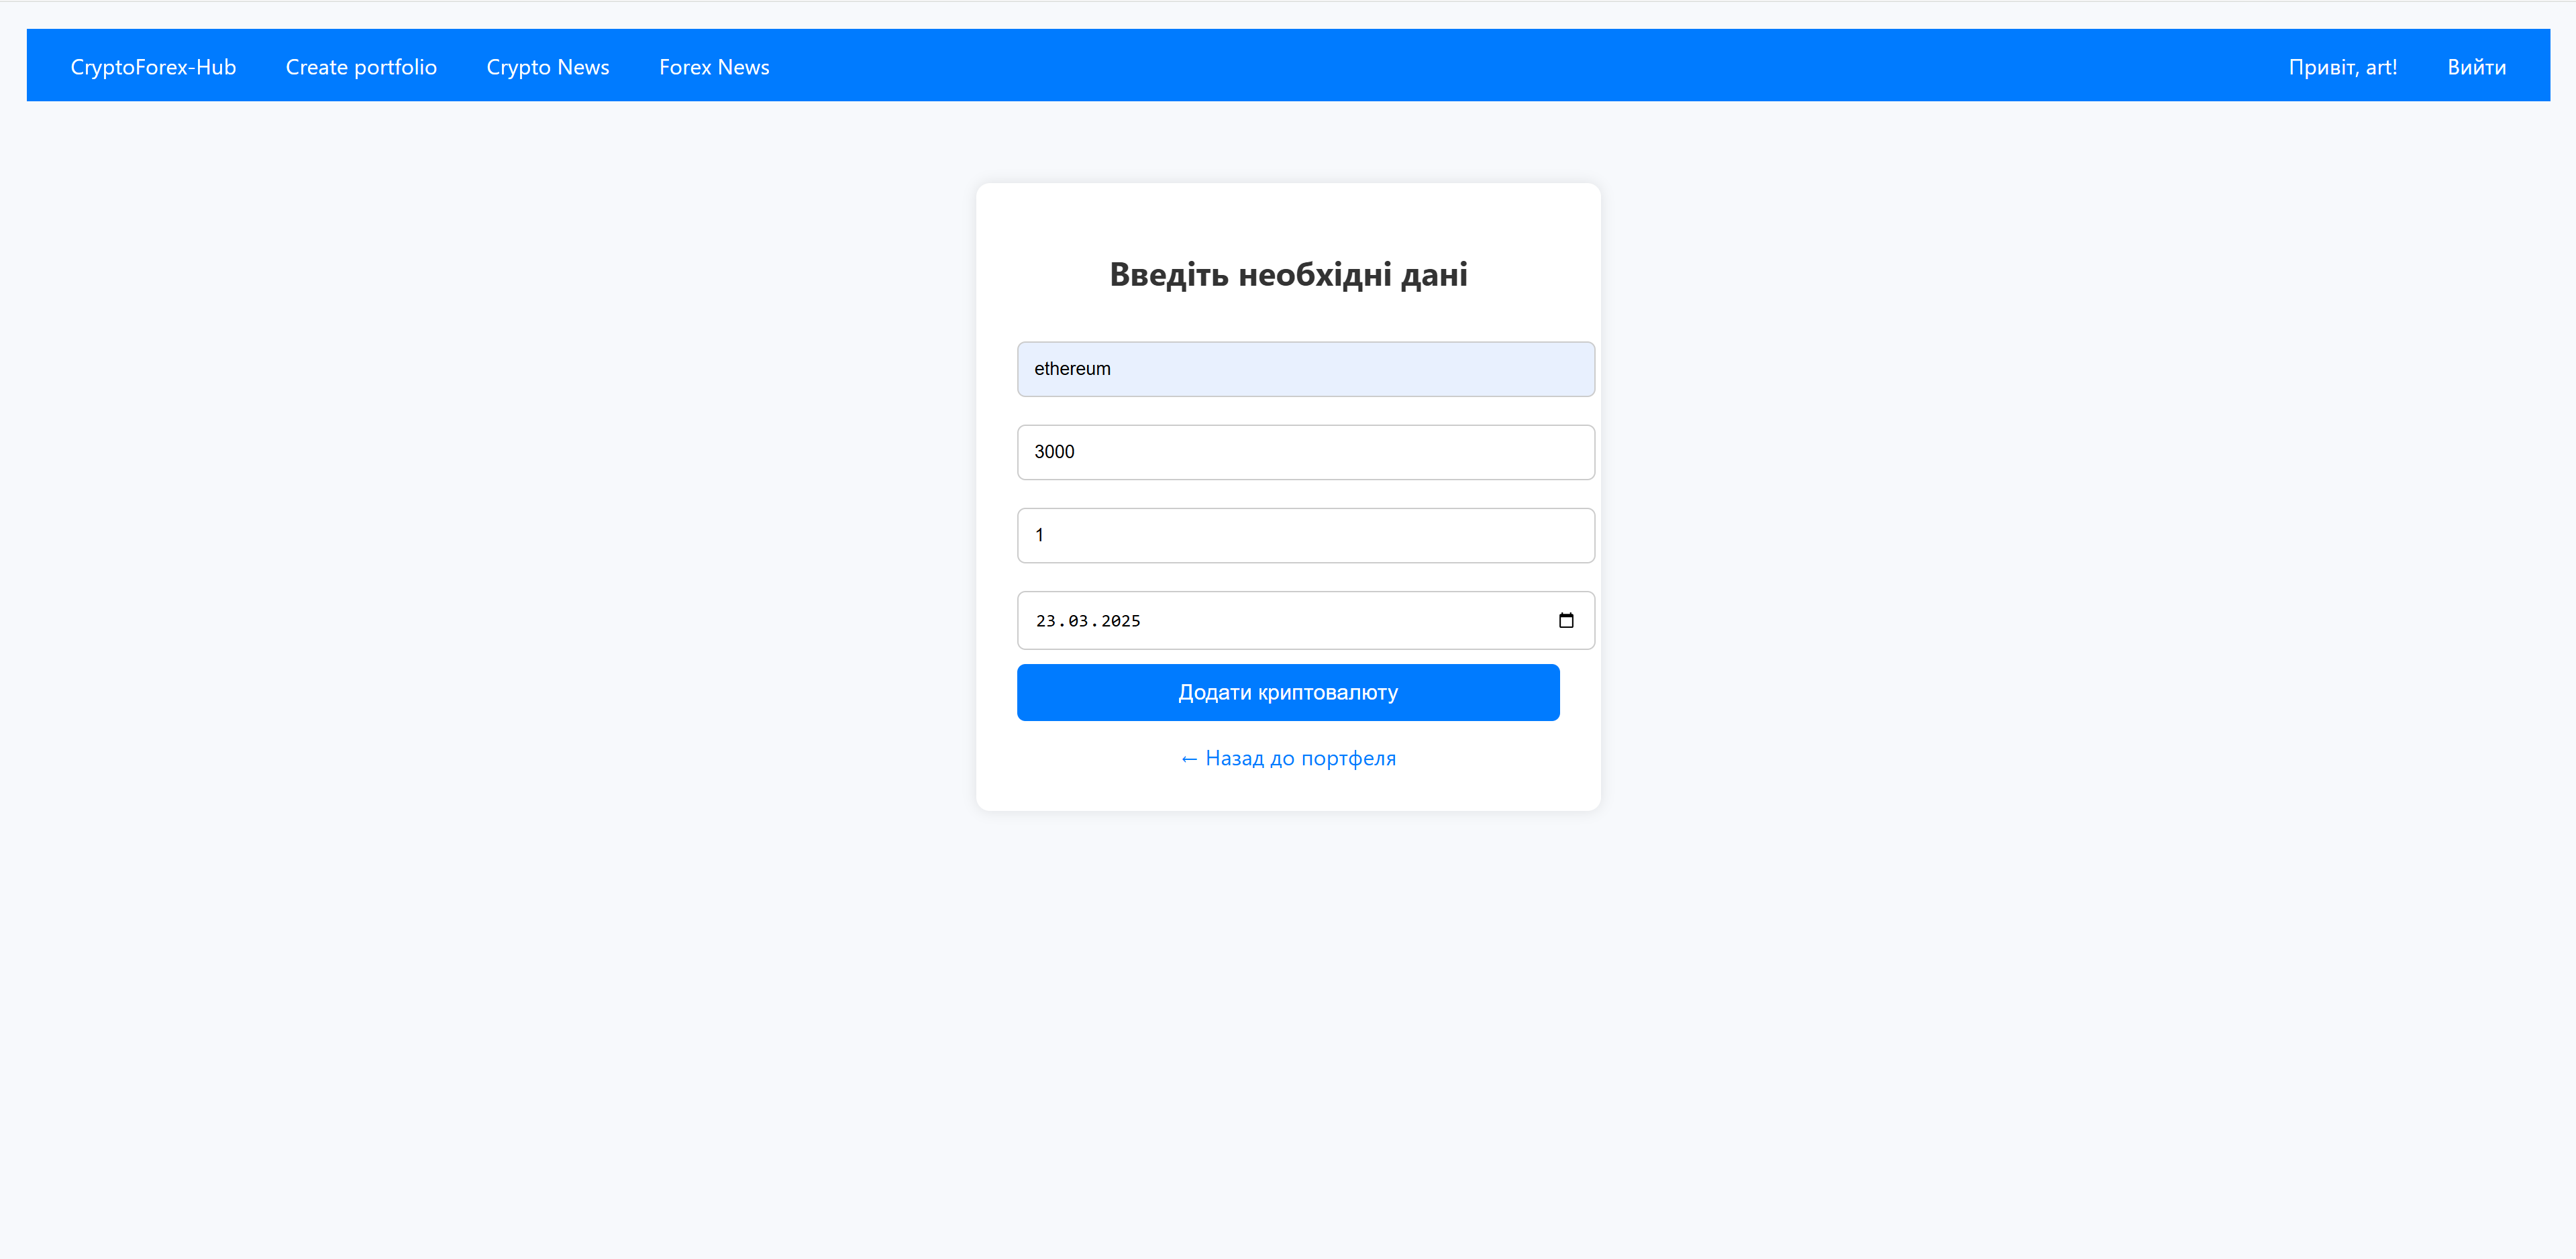 CryptoForex-Hub Create portfolio Crypto News Forex News Привіт, art! Вийти
Введіть необхідні дані
ethereum
3000
1
23.03.2025
Додати криптовалюту
← Назад до портфеля